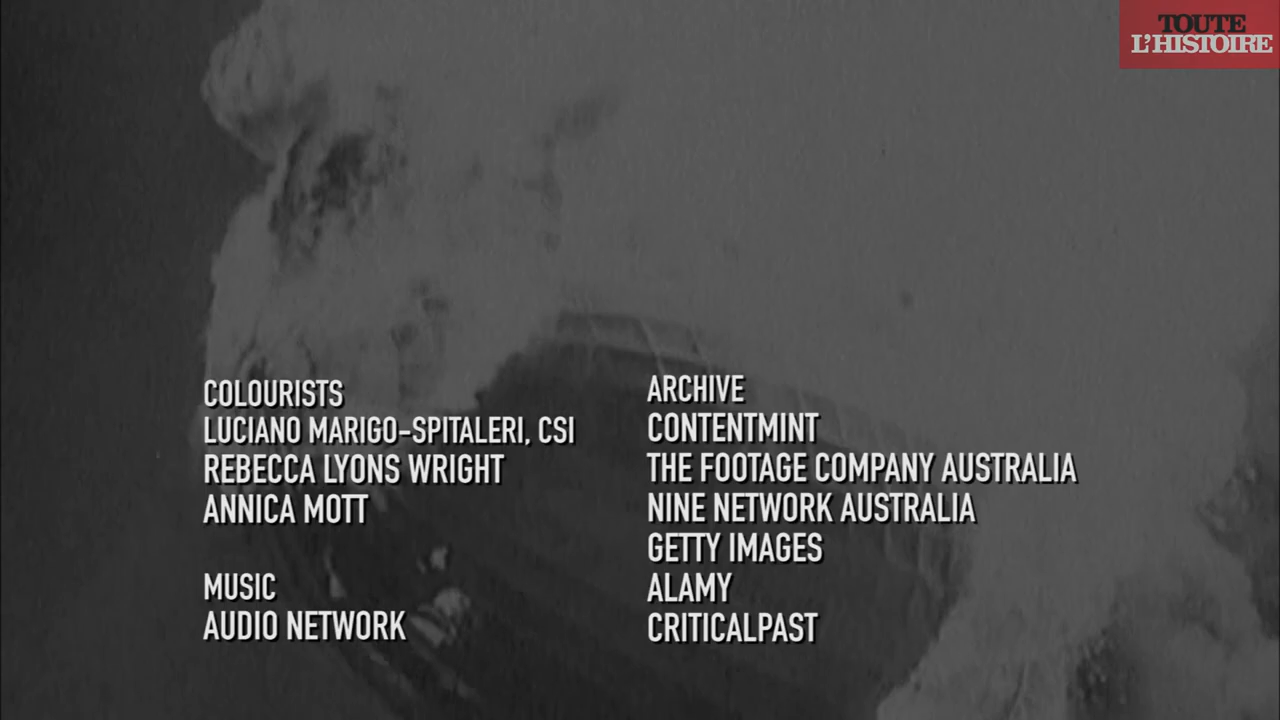 TOUTE
L'HISTOIRE
COLOURISTS
LUCIANO MARIGO-SPITALERI, CSI
REBECCA LYONS WRIGHT
ANNICA MOTT
MUSIC
AUDIO NETWORK
ARCHIVE
CONTENTMINT
THE FOOTAGE COMPANY AUSTRALIA
NINE NETWORK AUSTRALIA
GETTY IMAGES
ALAMY
CRITICALPAST